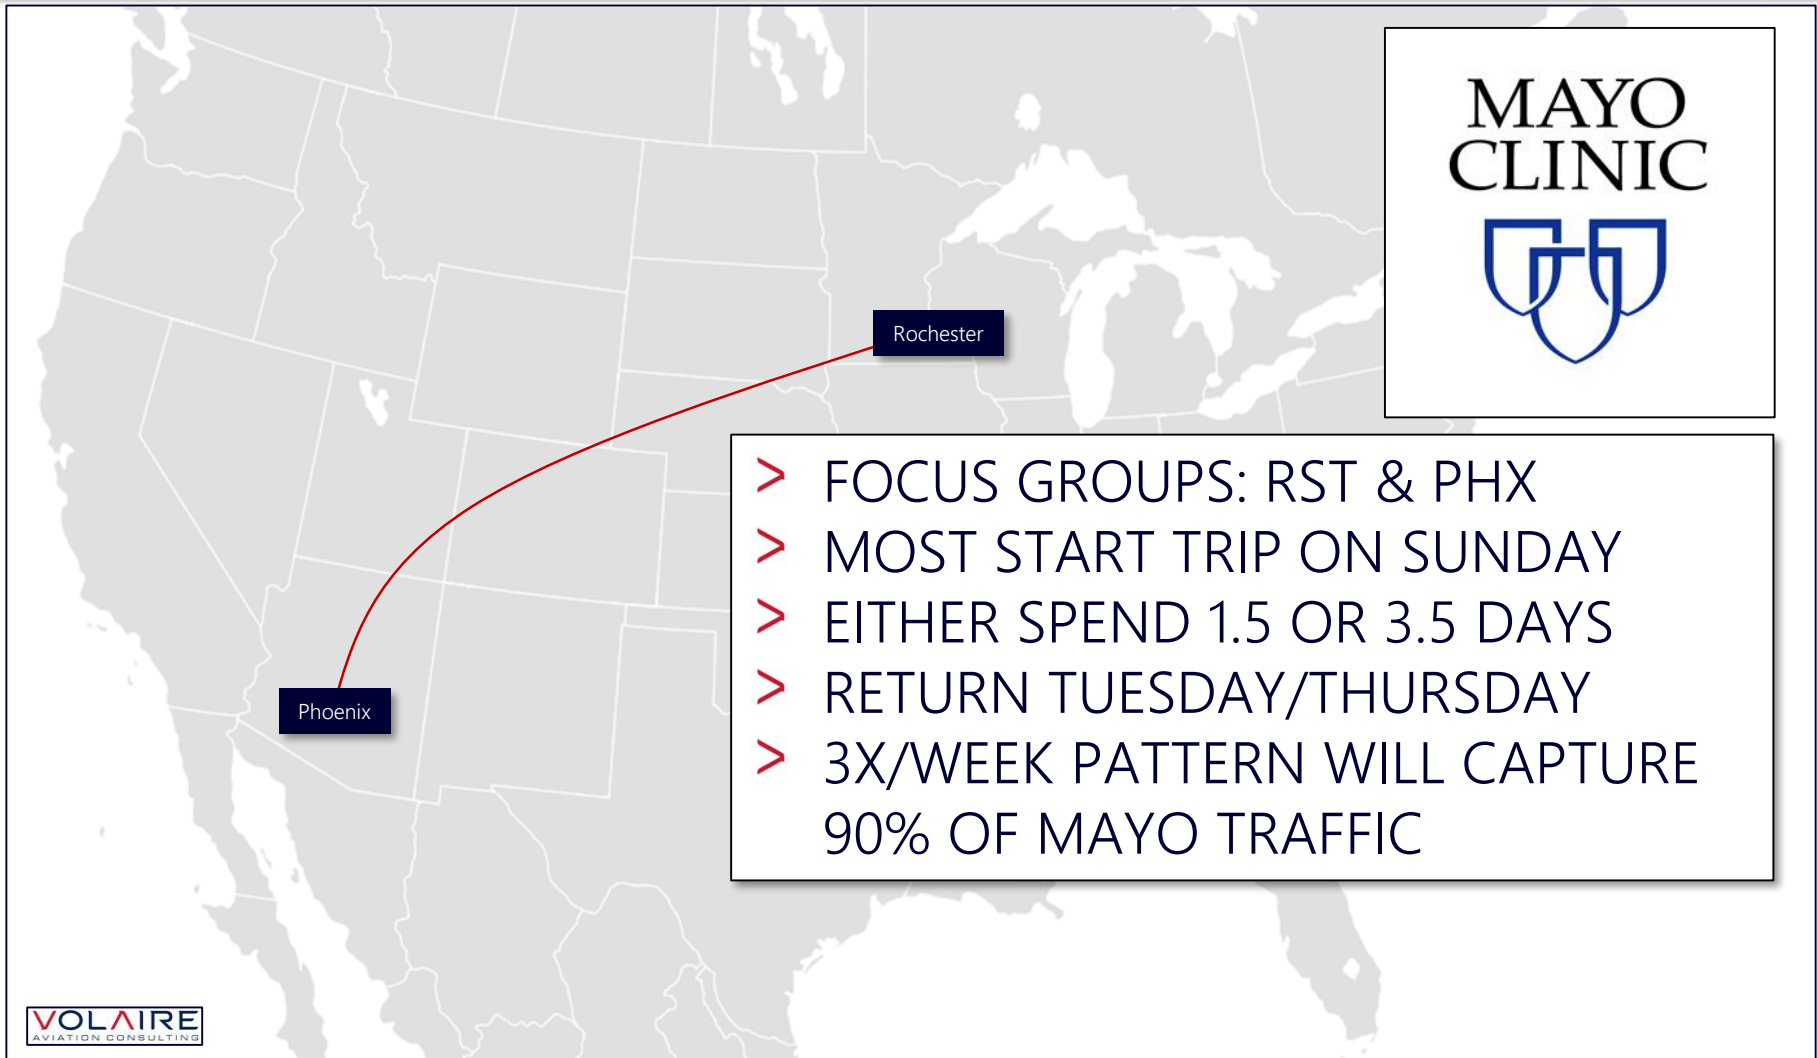 MAYO
CLINIC
Rochester
Phoenix
> FOCUS GROUPS: RST & PHX
> MOST START TRIP ON SUNDAY
> EITHER SPEND 1.5 OR 3.5 DAYS
> RETURN TUESDAY/THURSDAY
> 3X/WEEK PATTERN WILL CAPTURE
90% OF MAYO TRAFFIC
VOLAIRE
AVIATION CONSULTING